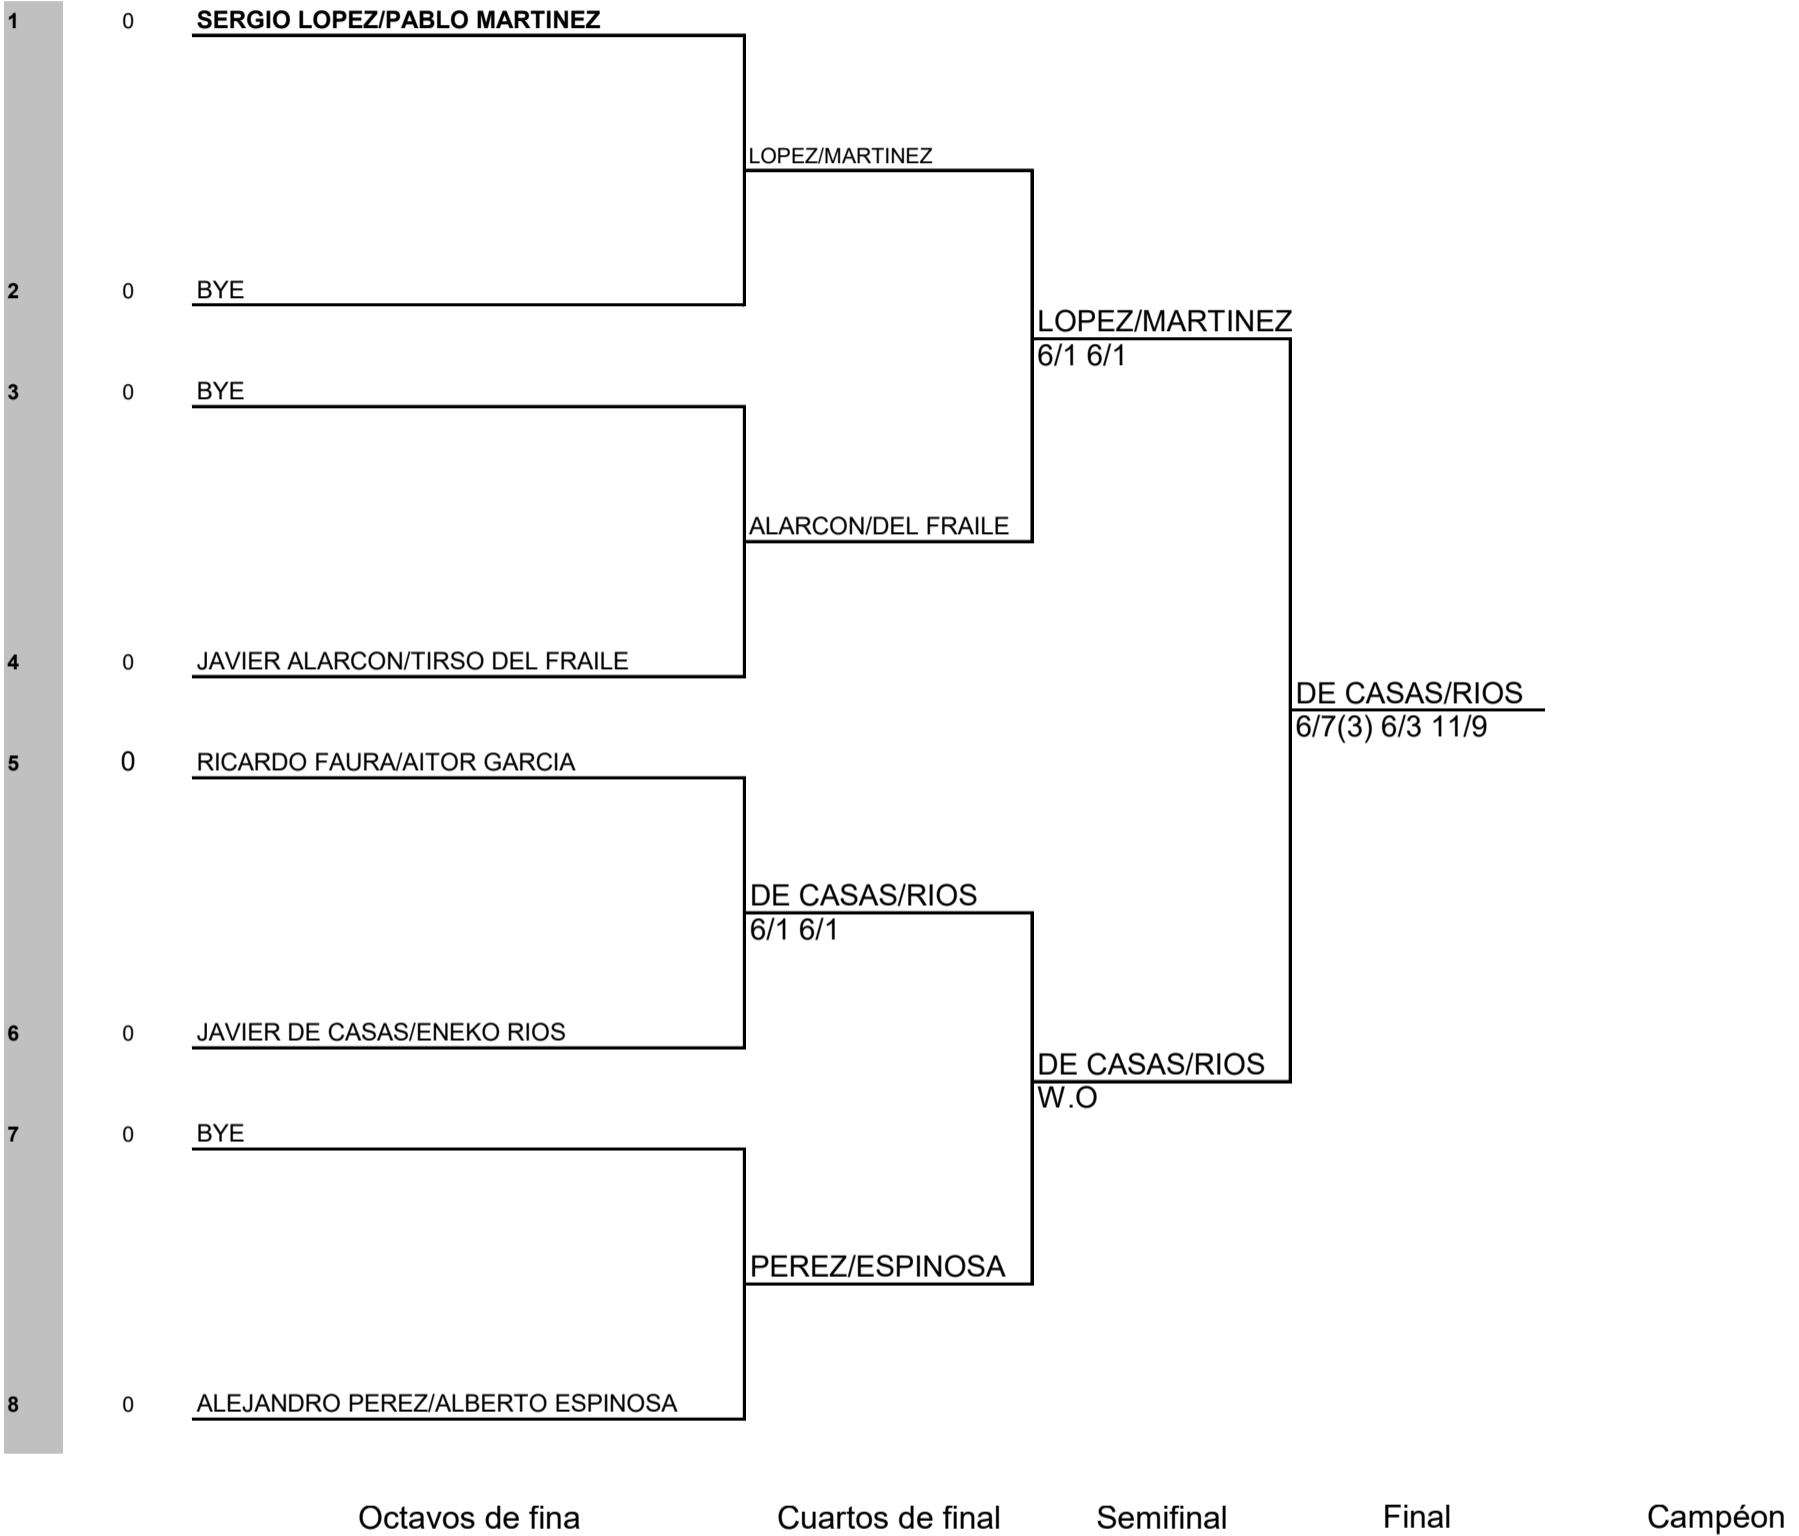 1 0 SERGIO LOPEZ/PABLO MARTINEZ
LOPEZ/MARTINEZ
2 0 BYE
LOPEZ/MARTINEZ
6/1 6/1
3 0 BYE
ALARCON/DEL FRAILE
4 0 JAVIER ALARCON/TIRSO DEL FRAILE
DE CASAS/RIOS
6/7(3) 6/3 11/9
5 0 RICARDO FAURA/AITOR GARCIA
DE CASAS/RIOS
6/1 6/1
6 0 JAVIER DE CASAS/ENEKO RIOS
DE CASAS/RIOS
W.O
7 0 BYE
PEREZ/ESPINOSA
8 0 ALEJANDRO PEREZ/ALBERTO ESPINOSA
Octavos de fina Cuartos de final Semifinal Final Campéon